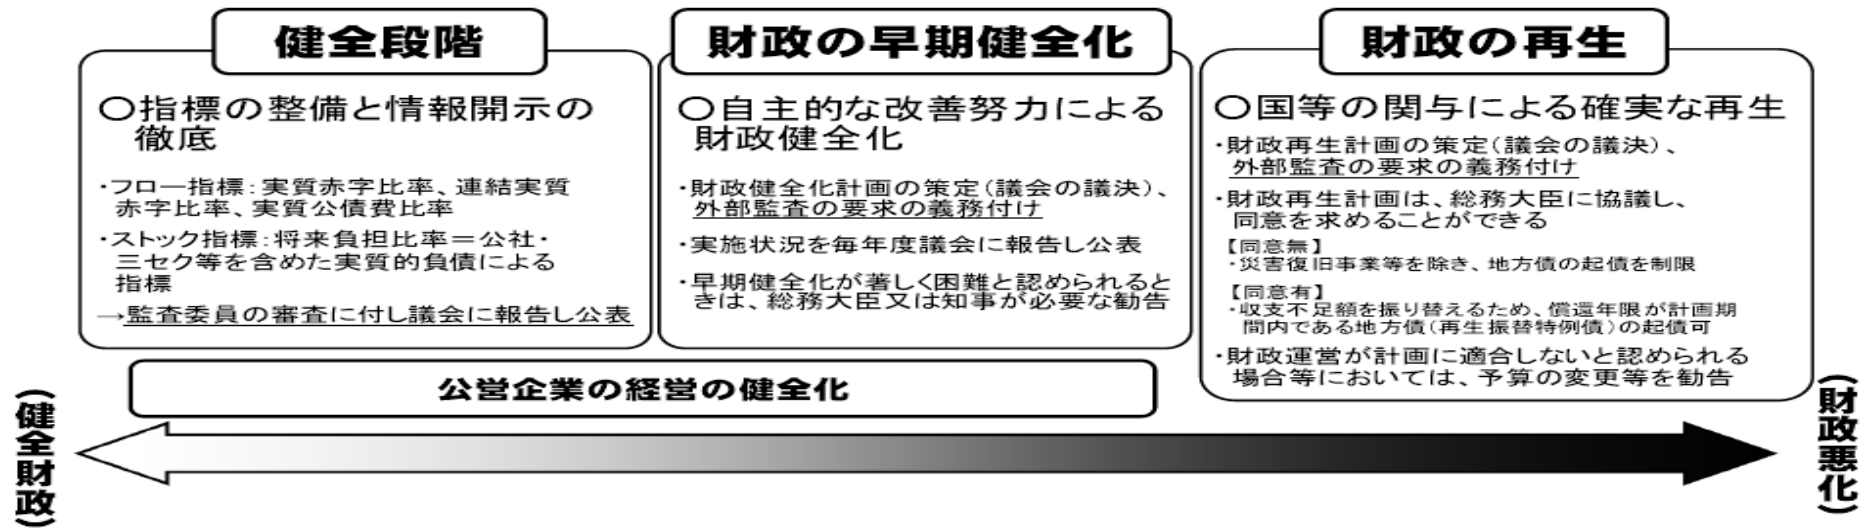 健全段階
〇指標の整備と情報開示の
徹底
・フロー指標：実質赤字比率、連結実質
赤字比率、実質公債費比率
・ストック指標：将来負担比率＝公社・
三セク等を含めた実質的負債による
指標
→監査委員の審査に付し議会に報告し公表
財政の早期健全化
〇自主的な改善努力による
財政健全化
・財政健全化計画の策定（議会の議決）、
外部監査の要求の義務付け
・実施状況を毎年度議会に報告し公表
・早期健全化が著しく困難と認められると
きは、総務大臣又は知事が必要な勧告
財政の再生
〇国等の関与による確実な再生
・財政再生計画の策定（議会の議決）、
外部監査の要求の義務付け
・財政再生計画は、総務大臣に協議し、
同意を求めることができる
【同意無】
・災害復旧事業等を除き、地方債の起債を制限
【同意有】
・収支不足額を振り替えるため、償還年限が計画期
間内である地方債（再生振替特例債）の起債可
・財政運営が計画に適合しないと認められる
場合等においては、予算の変更等を勧告
公営企業の経営の健全化
（健全財政）
（財政悪化）